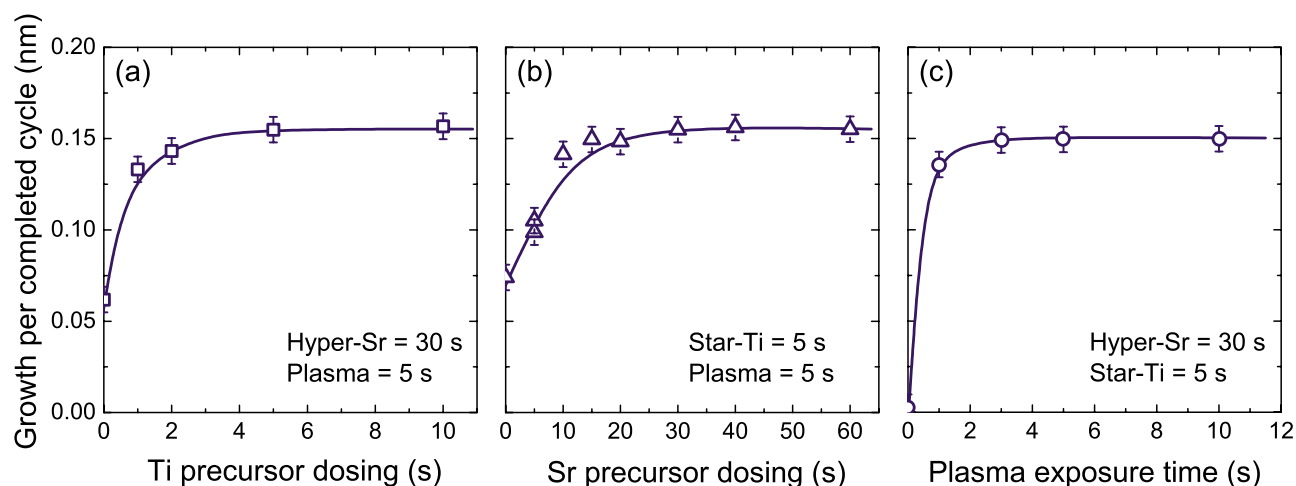 Growth per completed cycle (nm)
0.20
0.15
0.10
0.05
0.00
(a)
Hyper-Sr = 30 s
Plasma = 5 s
0 2 4 6 8 10
Ti precursor dosing (s)
(b)
Star-Ti = 5 s
Plasma = 5 s
0 10 20 30 40 50 60
Sr precursor dosing (s)
(c)
Hyper-Sr = 30 s
Star-Ti = 5 s
0 2 4 6 8 10 12
Plasma exposure time (s)